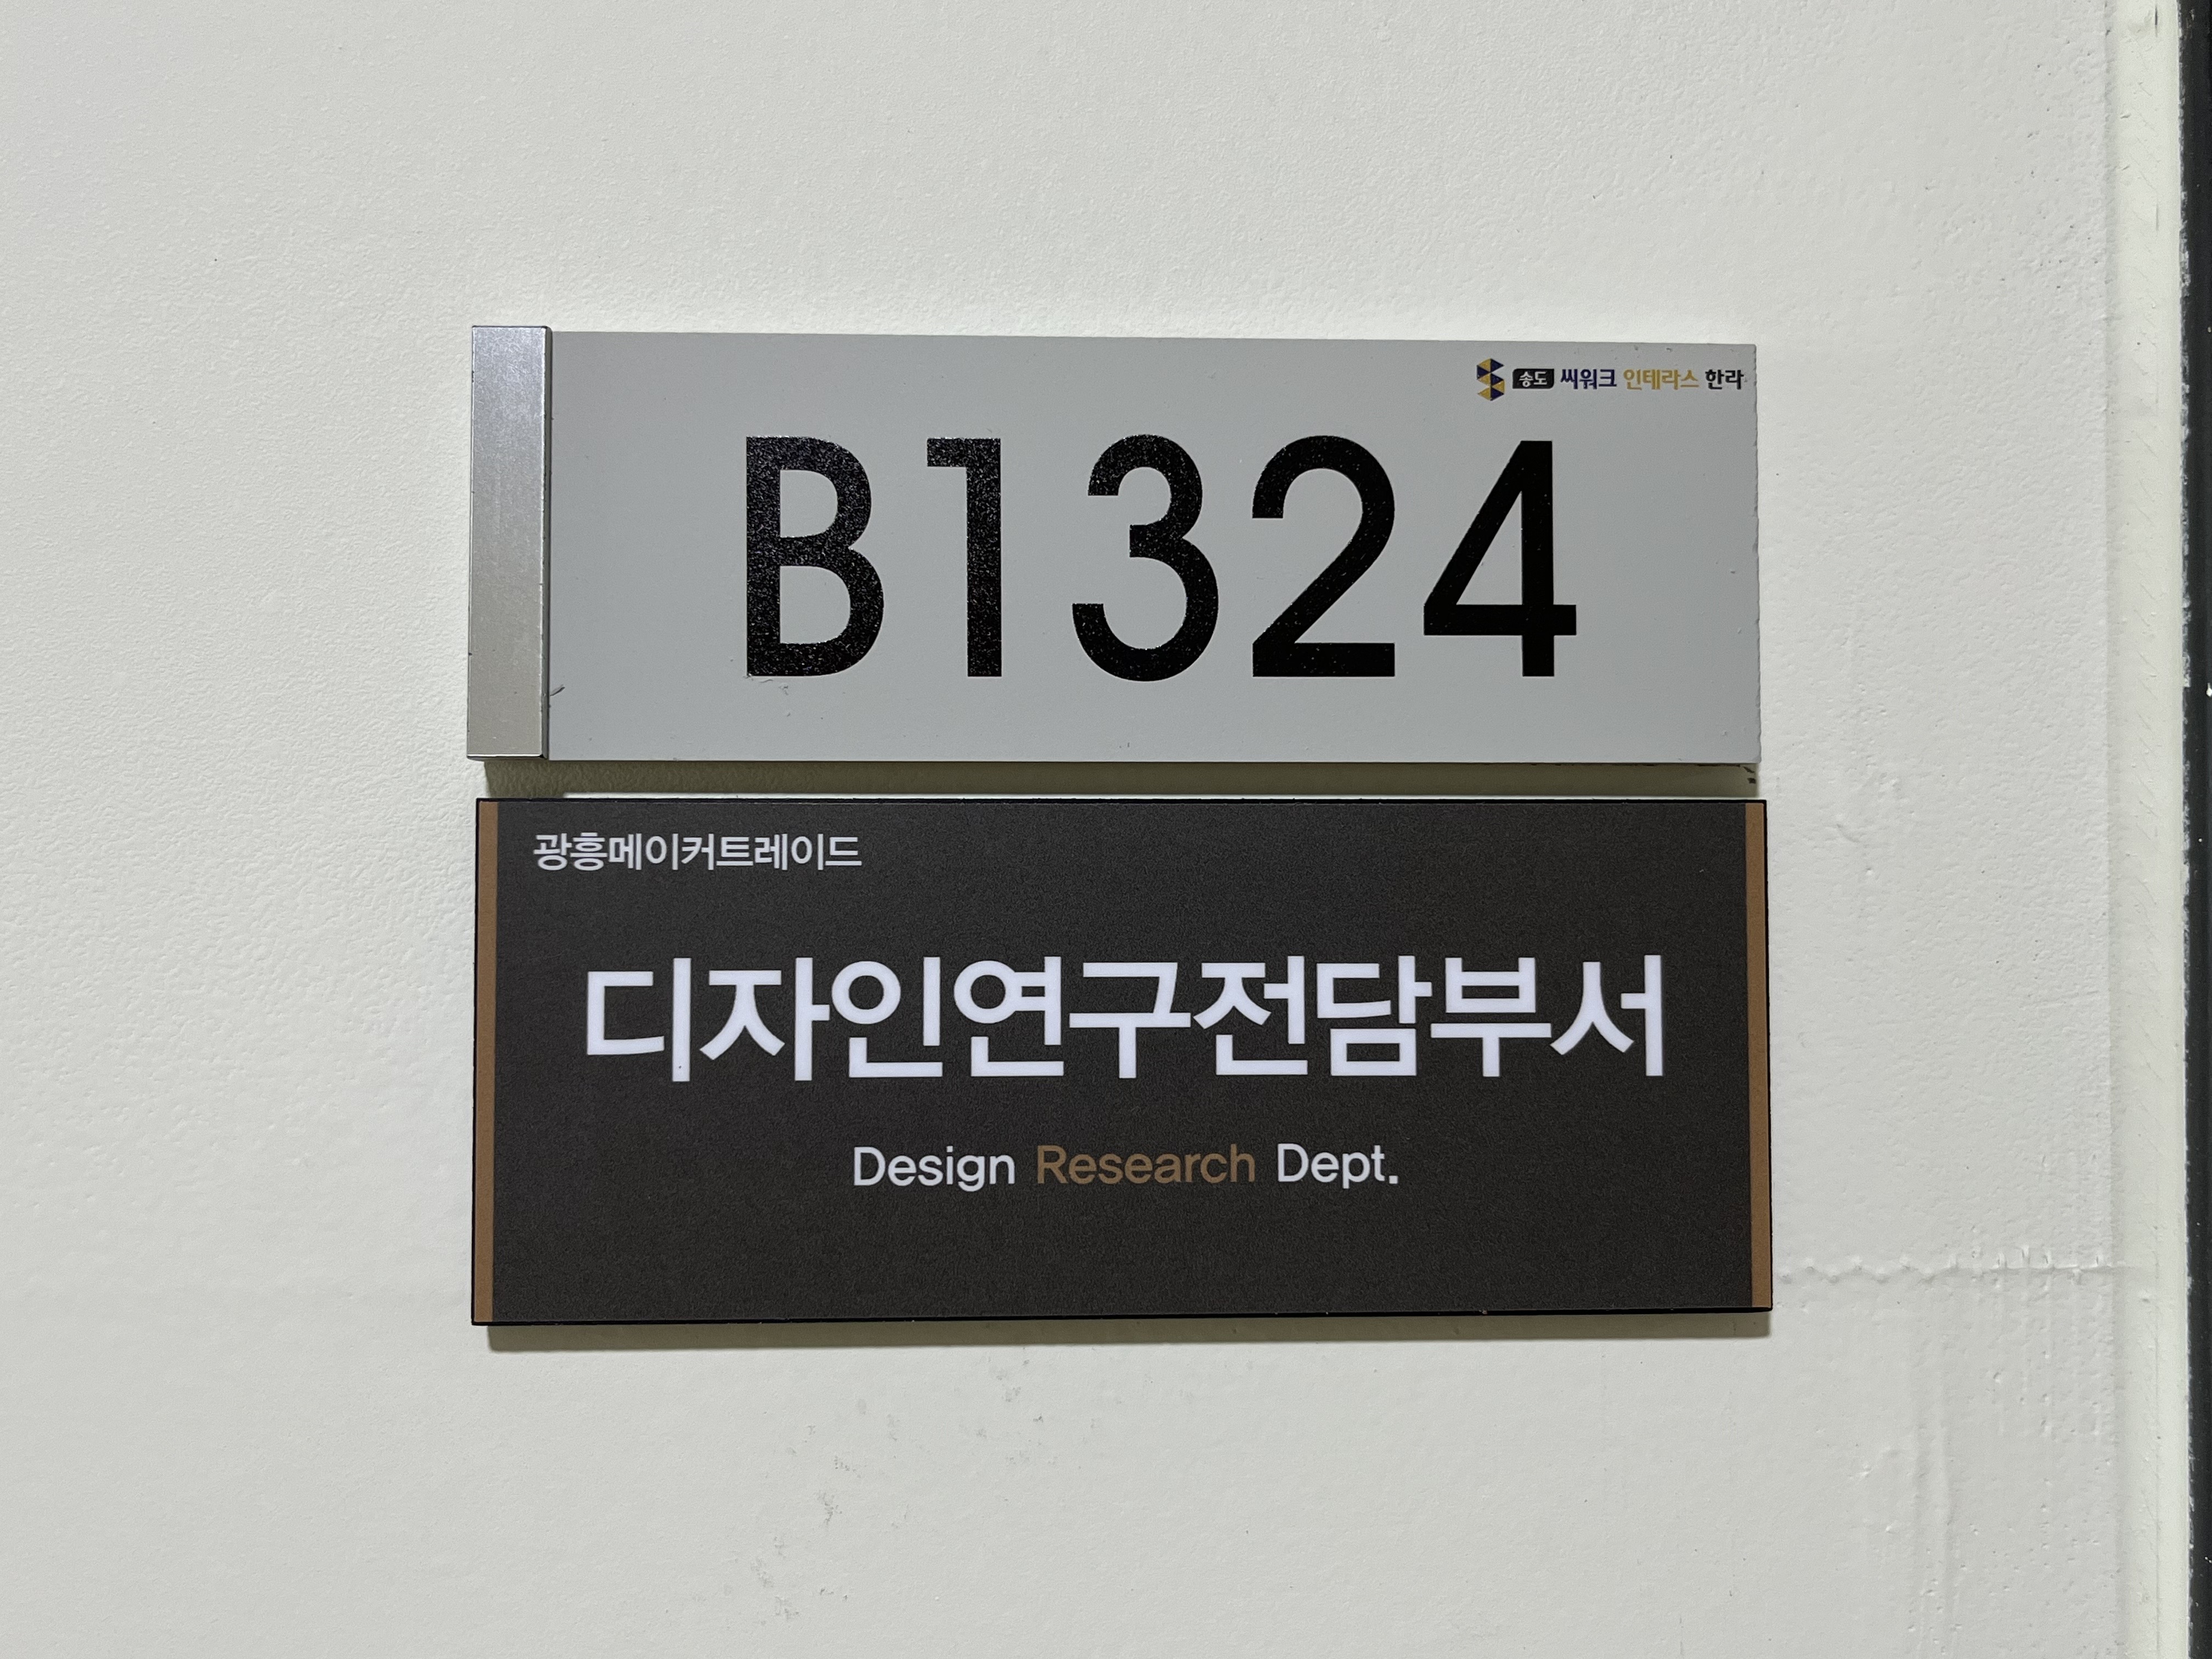 송도 씨워크 인테라스 한라
B1324
광흥메이커트레이드
디자인연구전담부서
Design Research Dept.